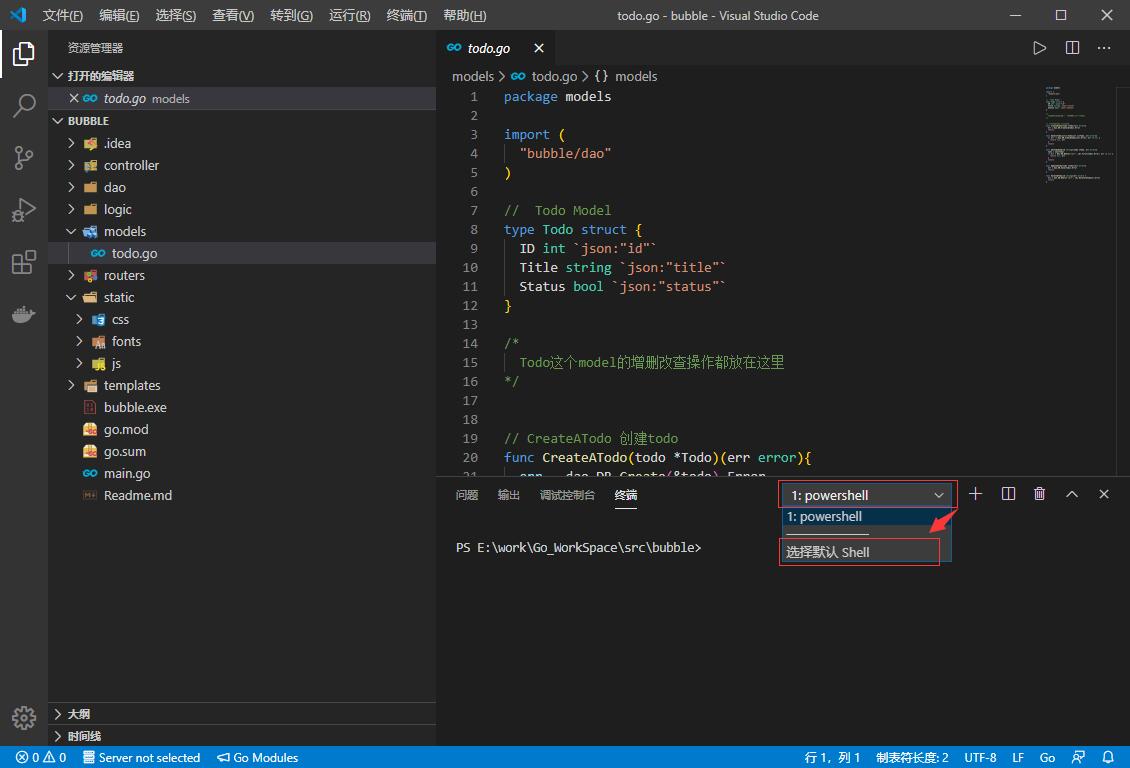 文件(F) 编辑(E) 选择(S) 查看(V) 转到(G) 运行(R) 终端(T) 帮助(H) todo.go - bubble - Visual Studio Code
资源管理器
打开的编辑器
todo.go models
BUBBLE
.idea
controller
dao
logic
models
todo.go
routers
static
css
fonts
js
templates
bubble.exe
go.mod
go.sum
main.go
Readme.md
大纲
时间线
todo.go
models > todo.go > {} models
1 package models
2
3 import (
4 "bubble/dao"
5 )
6
7 // Todo Model
8 type Todo struct {
9 ID int `json:"id"`
10 Title string `json:"title"`
11 Status bool `json:"status"`
12 }
13
14 /*
15 Todo这个model的增删改查操作都放在这里
16 */
17
18
19 // CreateATodo 创建todo
20 func CreateATodo(todo *Todo)(err error){
问题 输出 调试控制台 终端 1: powershell
1: powershell
选择默认 Shell
PS E:\work\Go_WorkSpace\src\bubble>
0 0 Server not selected Go Modules 行 1，列 1 制表符长度: 2 UTF-8 LF Go